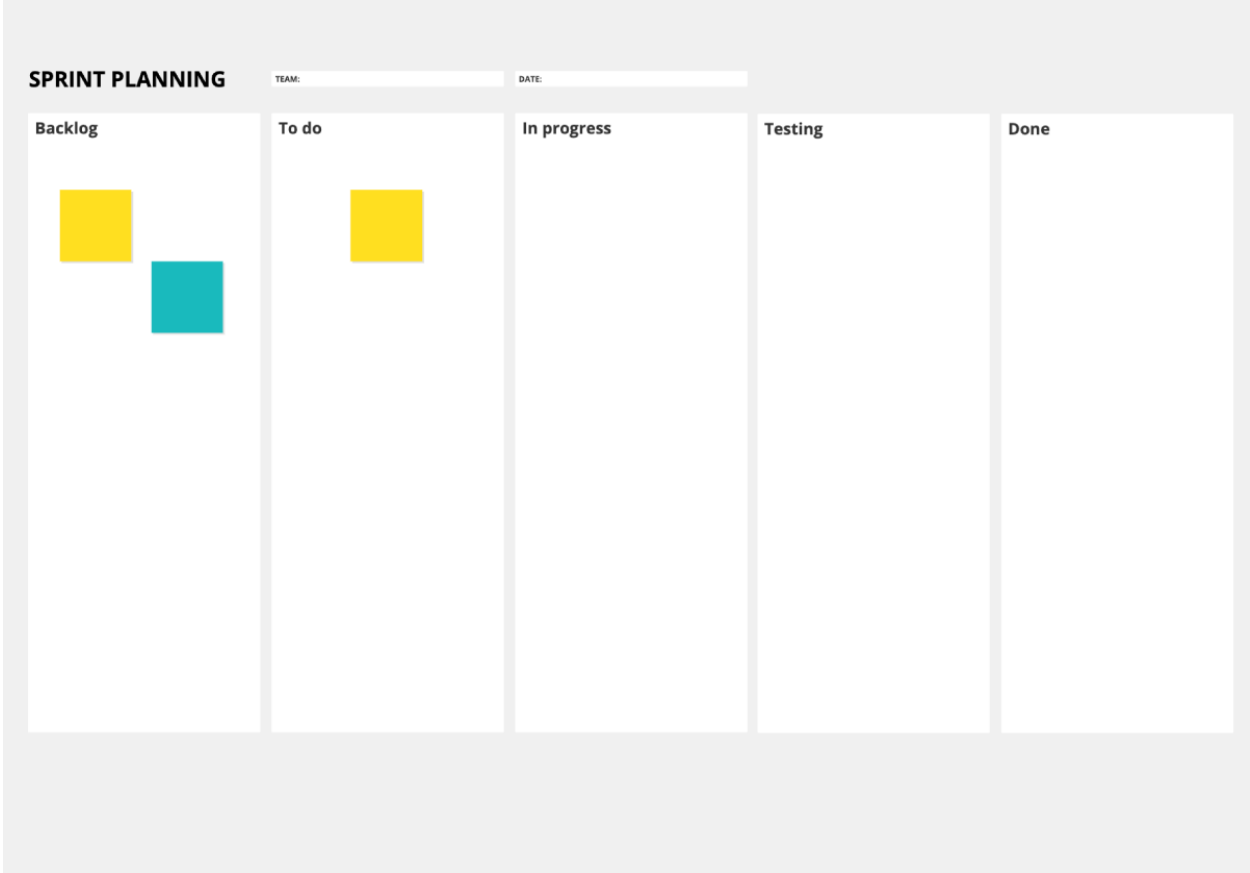 SPRINT PLANNING
TEAM:
DATE:
Backlog
To do
In progress
Testing
Done